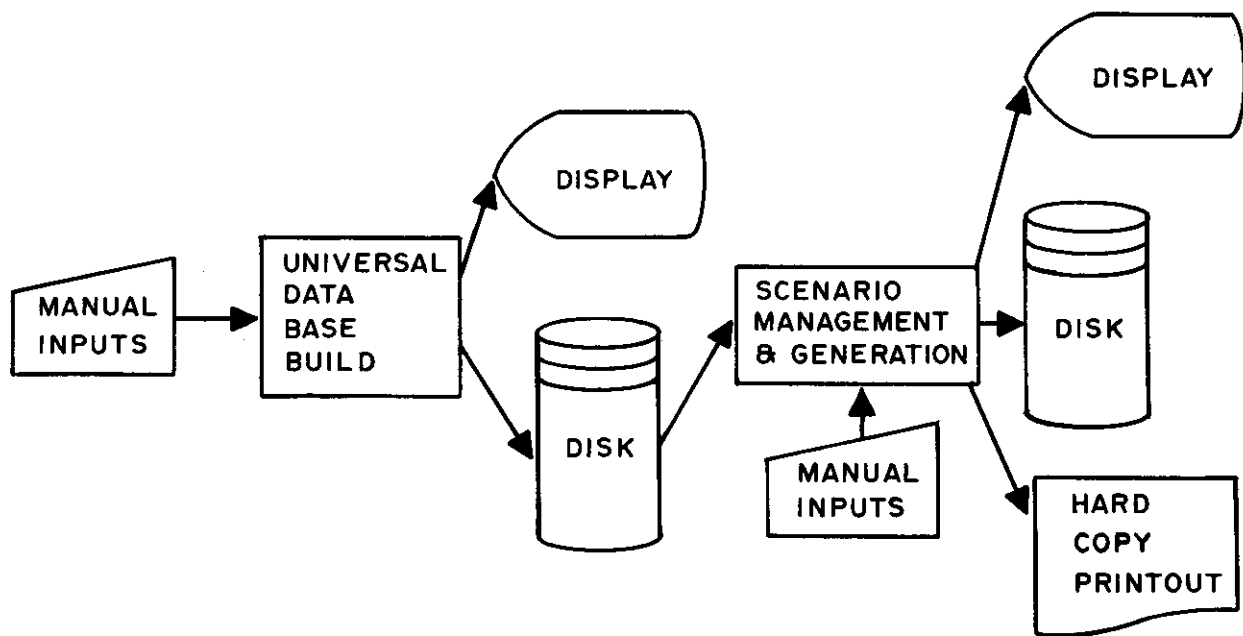 MANUAL
INPUTS
UNIVERSAL
DATA
BASE
BUILD
DISPLAY
DISK
SCENARIO
MANAGEMENT
& GENERATION
MANUAL
INPUTS
DISPLAY
DISK
HARD
COPY
PRINTOUT